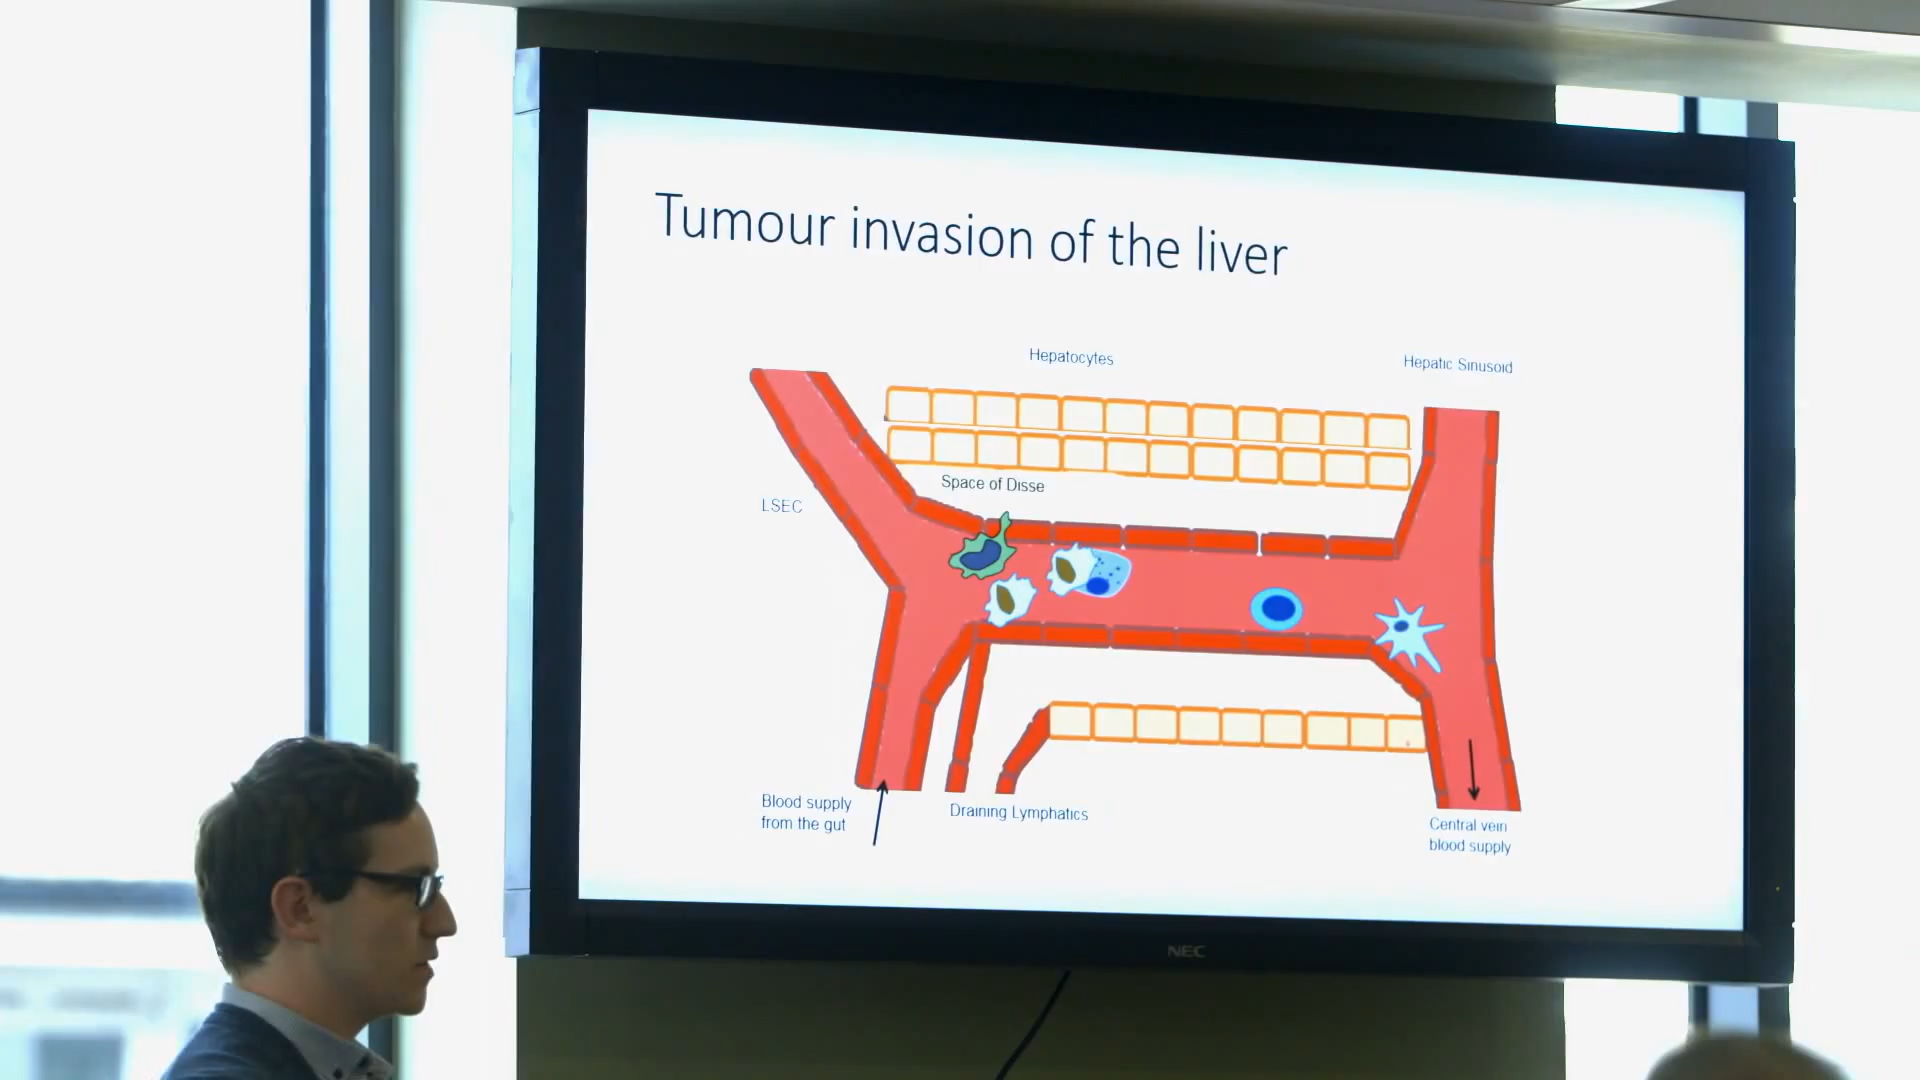 Tumour invasion of the liver
Hepatocytes
Hepatic Sinusoid
Space of Disse
LSEC
Blood supply
from the gut
Draining Lymphatics
Central vein
blood supply
NEC